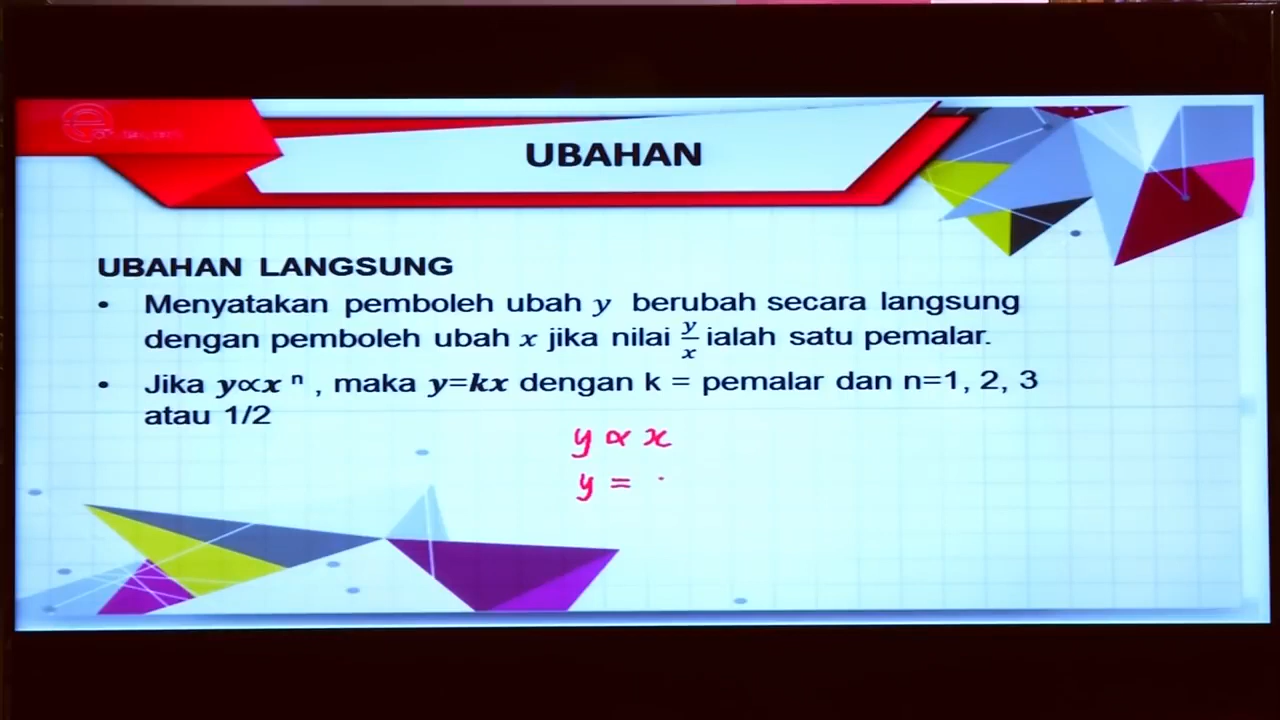 UBAHAN
UBAHAN LANGSUNG
• Menyatakan pemboleh ubah y berubah secara langsung
dengan pemboleh ubah x jika nilai y/x ialah satu pemalar.
• Jika y∝x ⁿ , maka y=kx dengan k = pemalar dan n=1, 2, 3
atau 1/2
y ∝ x
y =